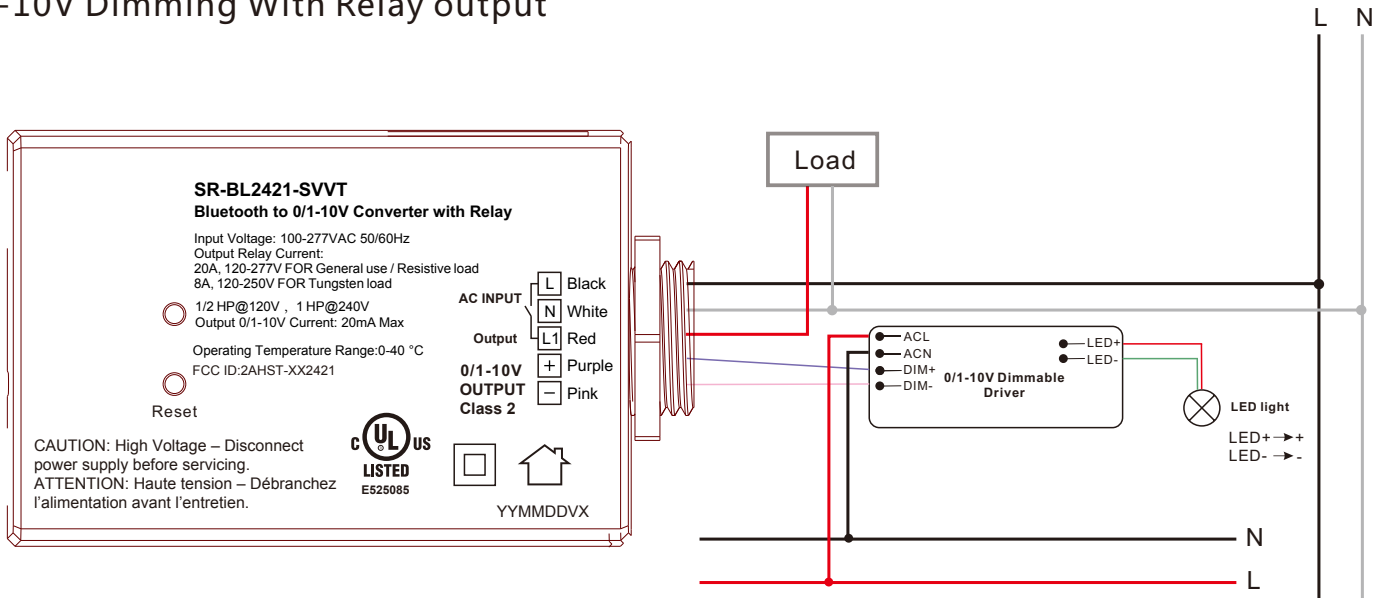 -10V Dimming With Relay output
L N
Load
SR-BL2421-SVVT
Bluetooth to 0/1-10V Converter with Relay
Input Voltage: 100-277VAC 50/60Hz
Output Relay Current:
20A, 120-277V FOR General use / Resistive load
8A, 120-250V FOR Tungsten load
1/2 HP@120V , 1 HP@240V
Output 0/1-10V Current: 20mA Max
Operating Temperature Range:0-40 °C
FCC ID:2AHST-XX2421
Reset
AC INPUT
L Black
N White
Output
L1 Red
0/1-10V
OUTPUT
Class 2
+ Purple
− Pink
CAUTION: High Voltage – Disconnect
power supply before servicing.
ATTENTION: Haute tension – Débranchez
l'alimentation avant l'entretien.
C UL US
LISTED
E525085
YYMMDDVX
ACL
ACN
DIM+
DIM-
0/1-10V Dimmable
Driver
LED+
LED-
LED light
LED+→+
LED-→-
N
L